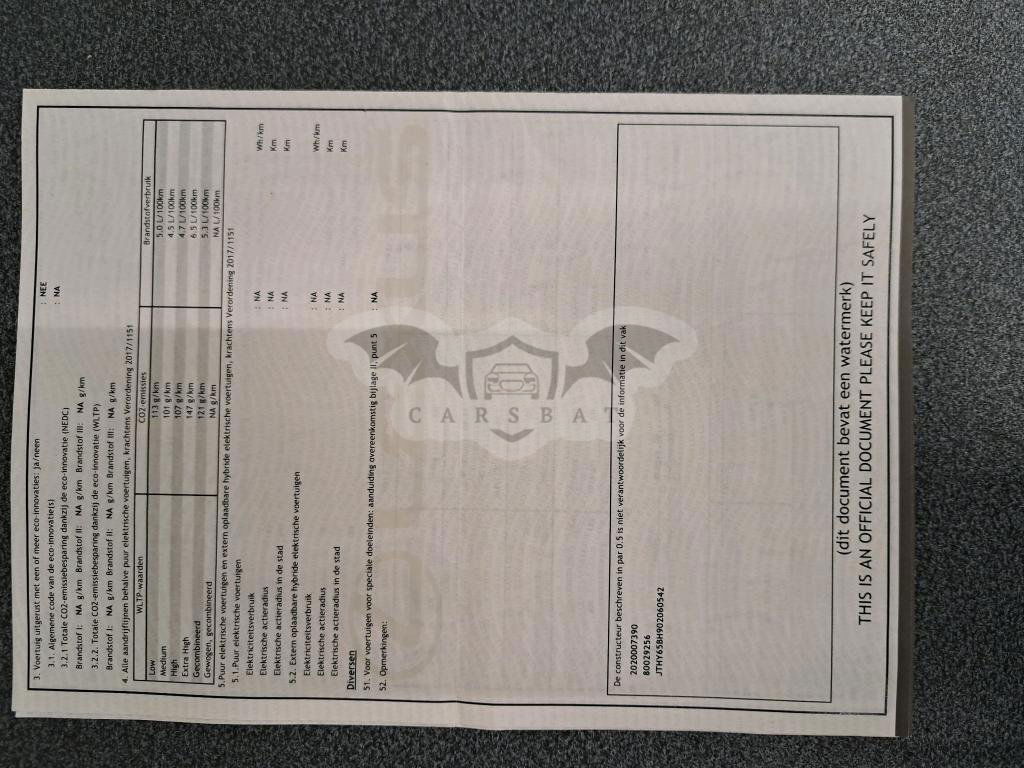 3. Voertuig uitgerust met een of meer eco-innovaties: ja/neen : NEE
3.1. Algemene code van de eco-innovatie(s) : NA
3.2.1 Totale CO2-emissiebesparing dankzij de eco-innovatie (NEDC)
Brandstof I: NA g/km Brandstof II: NA g/km Brandstof III: NA g/km
3.2.2. Totale CO2-emissiebesparing dankzij de eco-innovatie (WLTP)
Brandstof I: NA g/km Brandstof II: NA g/km Brandstof III: NA g/km
4. Alle aandrijflijnen behalve puur elektrische voertuigen, krachtens Verordening 2017/1151
WLTP-waarden CO2-emissies Brandstofverbruik
Low 113 g/km 5.0 L/100km
Medium 101 g/km 4.5 L/100km
High 107 g/km 4.7 L/100km
Extra High 147 g/km 6.5 L/100km
Gecombineerd 121 g/km 5.3 L/100km
Gewogen, gecombineerd NA g/km NA L/100km
5.Puur elektrische voertuigen en extern oplaadbare hybride elektrische voertuigen, krachtens Verordening 2017/1151
5.1.Puur elektrische voertuigen
Elektriciteitsverbruik : NA Wh/km
Elektrische actieradius : NA Km
Elektrische actieradius in de stad : NA Km
5.2. Extern oplaadbare hybride elektrische voertuigen
Elektriciteitsverbruik : NA Wh/km
Elektrische actieradius : NA Km
Elektrische actieradius in de stad : NA Km
Diversen
51. Voor voertuigen voor speciale doeleinden: aanduiding overeenkomstig bijlage II, punt 5 : NA
52. Opmerkingen:
CARSBAT
De constructeur beschreven in par 0.5 is niet verantwoordelijk voor de informatie in dit vak
2020007390
80029256
JTHY65BH902060542
(dit document bevat een watermerk)
THIS IS AN OFFICIAL DOCUMENT PLEASE KEEP IT SAFELY